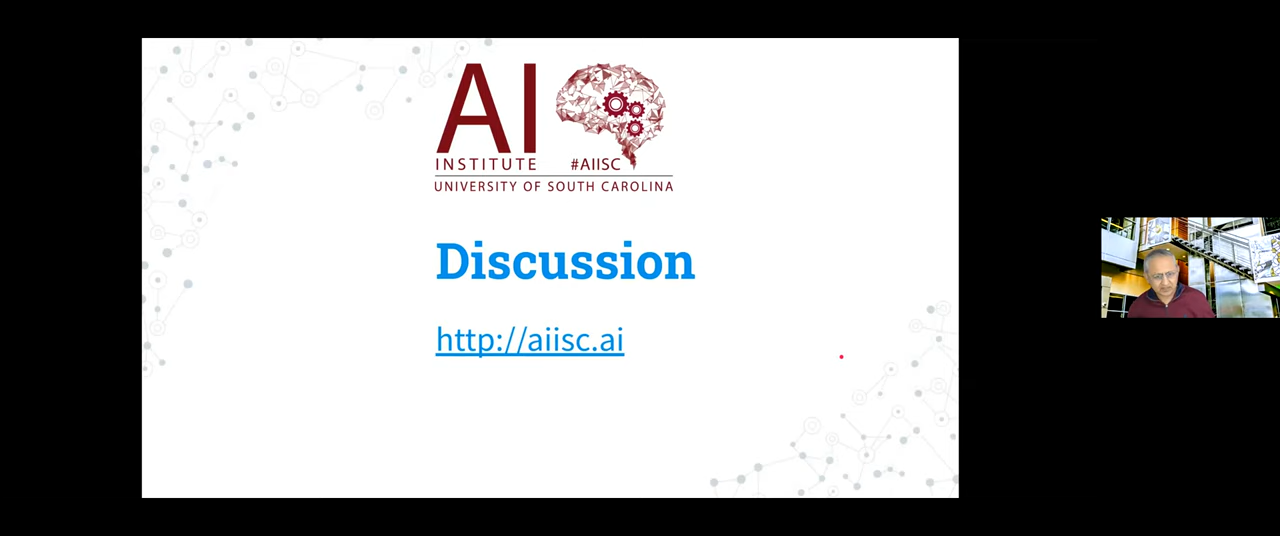 AI
INSTITUTE #AIISC
UNIVERSITY OF SOUTH CAROLINA
Discussion
http://aiisc.ai